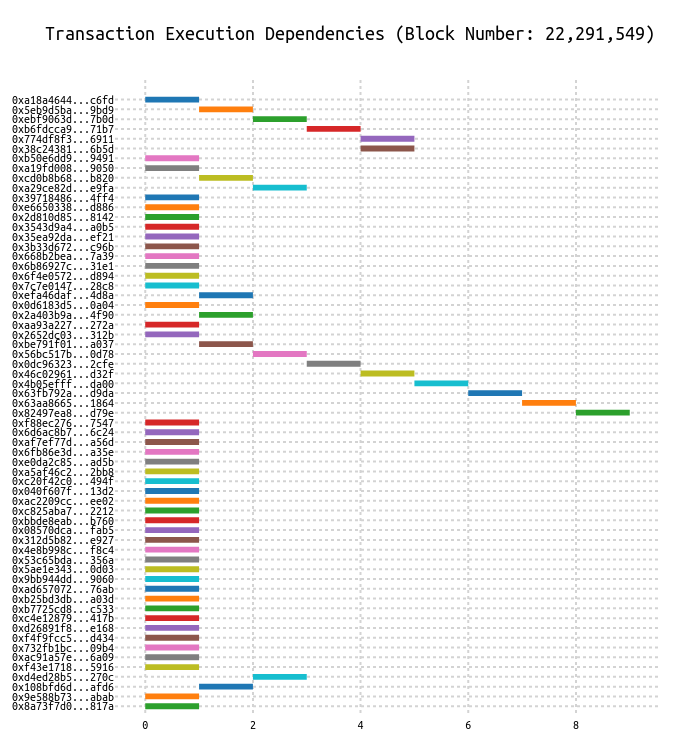 Transaction Execution Dependencies (Block Number: 22,291,549)
0xa18a4644...c6fd
0x5eb9d5ba...9bd9
0xebf9063d...7b0d
0xb6fdcca9...71b7
0x774df8f3...6911
0x38c24381...6b5d
0xb50e6dd9...9491
0xa19fd008...9050
0xcd0b8b68...b820
0xa29ce82d...e9fa
0x39718486...4ff4
0xe6650338...d886
0x2d810d85...8142
0x3543d9a4...a0b5
0x35ea92da...ef21
0x3b33d672...c96b
0x668b2bea...7a39
0x6b86927c...31e1
0x6f4e0572...d894
0x7c7e0147...28c8
0xefa46daf...4d8a
0x0d6183d5...0a04
0x2a403b9a...4f90
0xaa93a227...272a
0x2652dc03...312b
0xbe791f01...a037
0x56bc517b...0d78
0x0dc96323...2cfe
0x46c02961...d32f
0x4b05efff...da00
0x63fb792a...d9da
0x63aa8665...1864
0x82497ea8...d79e
0xf88ec276...7547
0x6d6ac8b7...6c24
0xaf7ef77d...a56d
0x6fb86e3d...a35e
0xe0da2c85...ad5b
0xa5af46c2...2bb8
0xc20f42c0...494f
0x040f607f...13d2
0xac2209cc...ee02
0xc825aba7...2212
0xbbde8eab...b760
0x08570dca...fab5
0x312d5b82...e927
0x4e8b998c...f8c4
0x53c65bda...356a
0x5ae1e343...0d03
0x9bb944dd...9060
0xad657072...76ab
0xb25bd3db...a03d
0xb7725cd8...c533
0xc4e12879...417b
0xd26891f8...e168
0xf4f9fcc5...d434
0x732fb1bc...09b4
0xac91a57e...6a09
0xf43e1718...5916
0xd4ed28b5...270c
0x108bfd6d...afd6
0x9e588b73...abab
0x8a73f7d0...817a
0 2 4 6 8